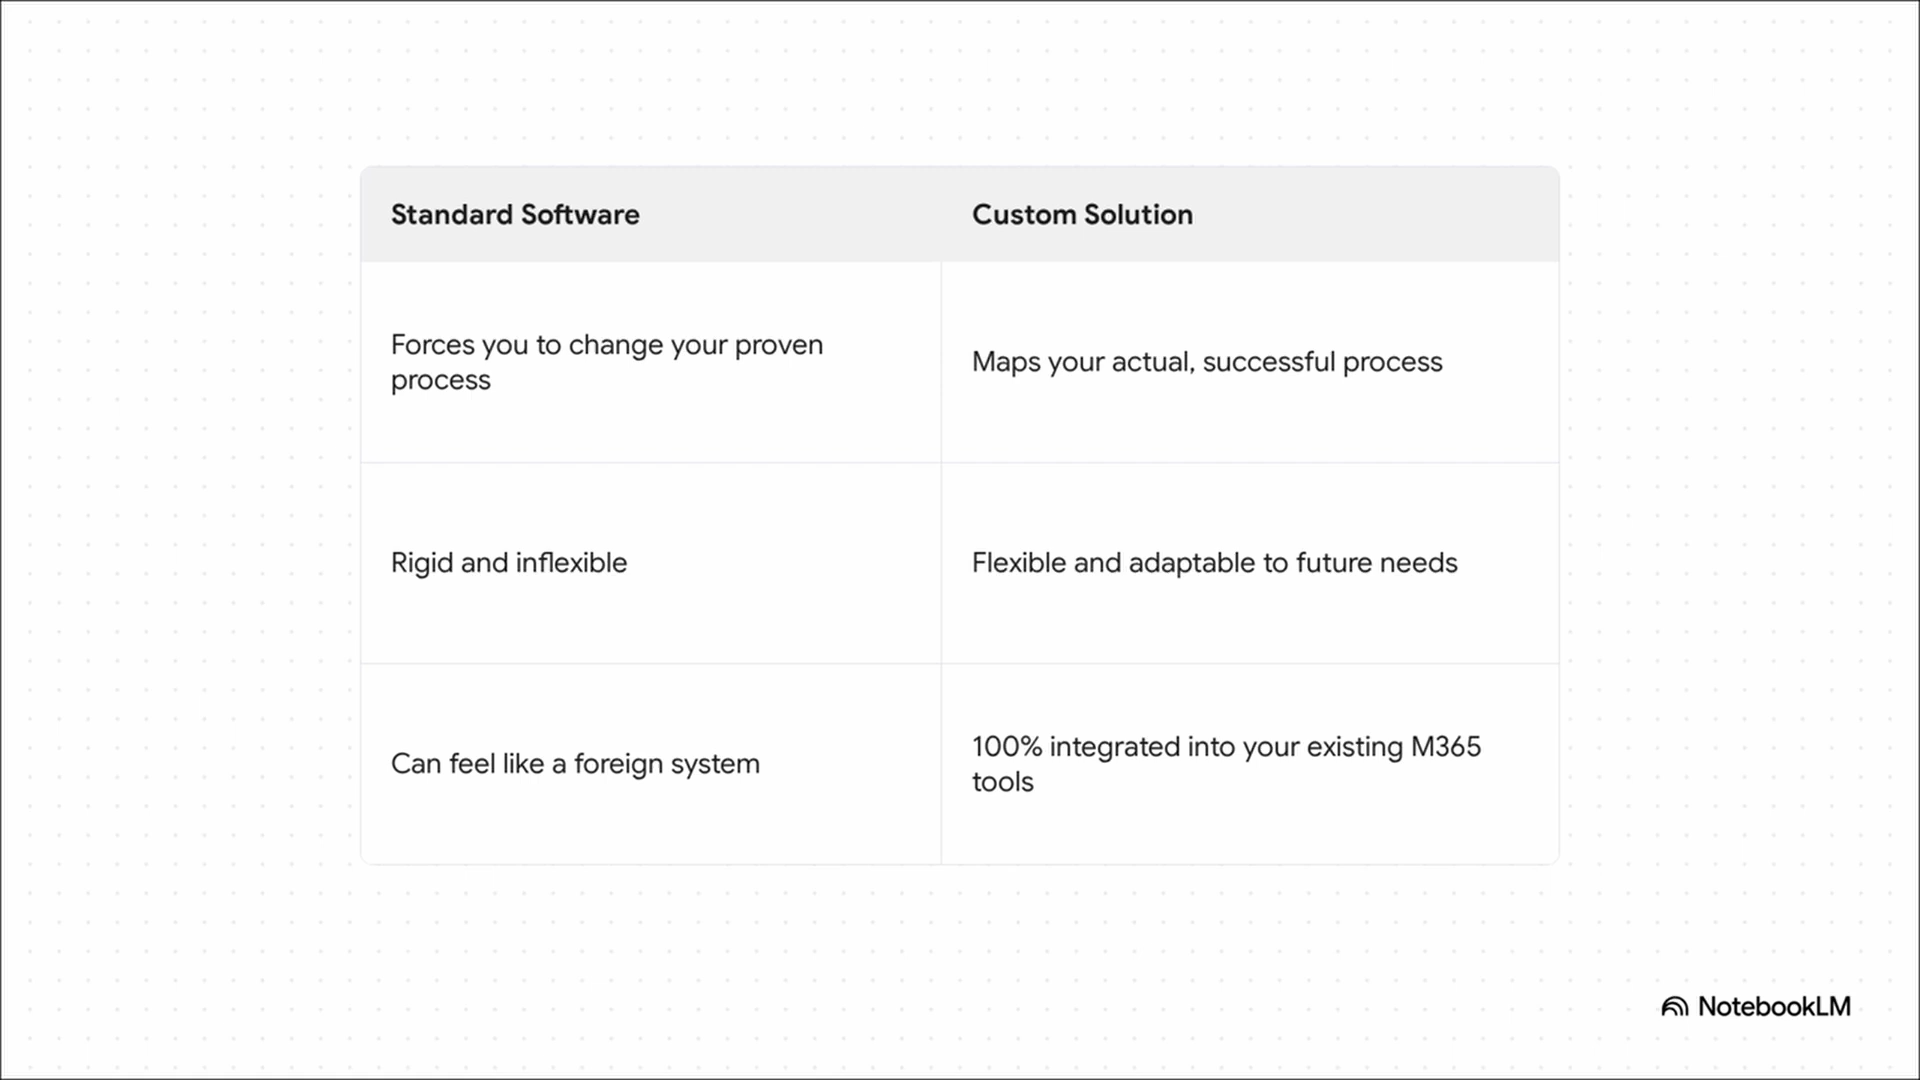 Standard Software
Custom Solution
Forces you to change your proven
process
Maps your actual, successful process
Rigid and inflexible
Flexible and adaptable to future needs
Can feel like a foreign system
100% integrated into your existing M365
tools
NotebookLM